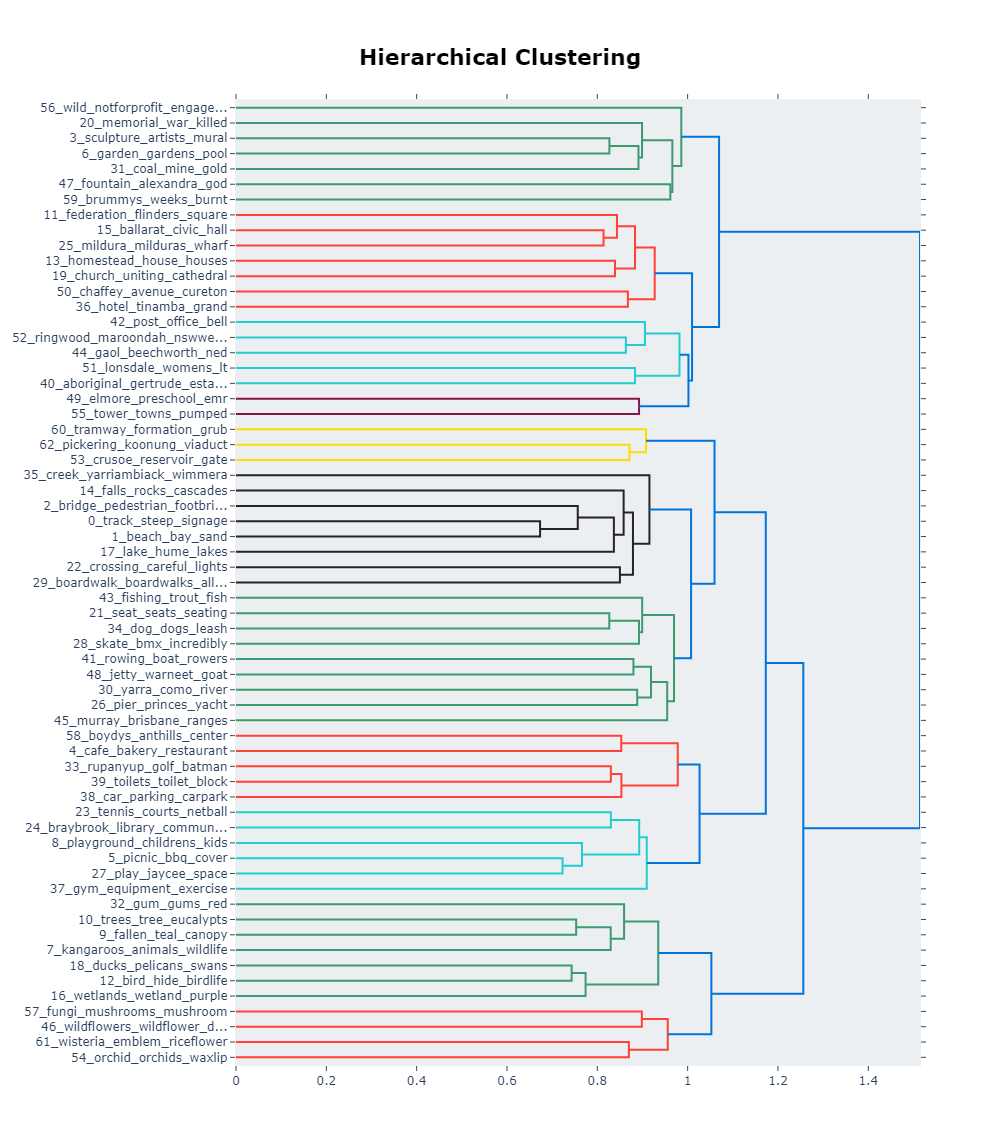 Hierarchical Clustering
56_wild_notforprofit_engage...
20_memorial_war_killed
3_sculpture_artists_mural
6_garden_gardens_pool
31_coal_mine_gold
47_fountain_alexandra_god
59_brummys_weeks_burnt
11_federation_flinders_square
15_ballarat_civic_hall
25_mildura_milduras_wharf
13_homestead_house_houses
19_church_uniting_cathedral
50_chaffey_avenue_cureton
36_hotel_tinamba_grand
42_post_office_bell
52_ringwood_maroondah_nswwe...
44_gaol_beechworth_ned
51_lonsdale_womens_lt
40_aboriginal_gertrude_esta...
49_elmore_preschool_emr
55_tower_towns_pumped
60_tramway_formation_grub
62_pickering_koonung_viaduct
53_crusoe_reservoir_gate
35_creek_yarriambiack_wimmera
14_falls_rocks_cascades
2_bridge_pedestrian_footbri...
0_track_steep_signage
1_beach_bay_sand
17_lake_hume_lakes
22_crossing_careful_lights
29_boardwalk_boardwalks_all...
43_fishing_trout_fish
21_seat_seats_seating
34_dog_dogs_leash
28_skate_bmx_incredibly
41_rowing_boat_rowers
48_jetty_warneet_goat
30_yarra_como_river
26_pier_princes_yacht
45_murray_brisbane_ranges
58_boydys_anthills_center
4_cafe_bakery_restaurant
33_rupanyup_golf_batman
39_toilets_toilet_block
38_car_parking_carpark
23_tennis_courts_netball
24_braybrook_library_commun...
8_playground_childrens_kids
5_picnic_bbq_cover
27_play_jaycee_space
37_gym_equipment_exercise
32_gum_gums_red
10_trees_tree_eucalypts
9_fallen_teal_canopy
7_kangaroos_animals_wildlife
18_ducks_pelicans_swans
12_bird_hide_birdlife
16_wetlands_wetland_purple
57_fungi_mushrooms_mushroom
46_wildflowers_wildflower_d...
61_wisteria_emblem_riceflower
54_orchid_orchids_waxlip
0 0.2 0.4 0.6 0.8 1 1.2 1.4